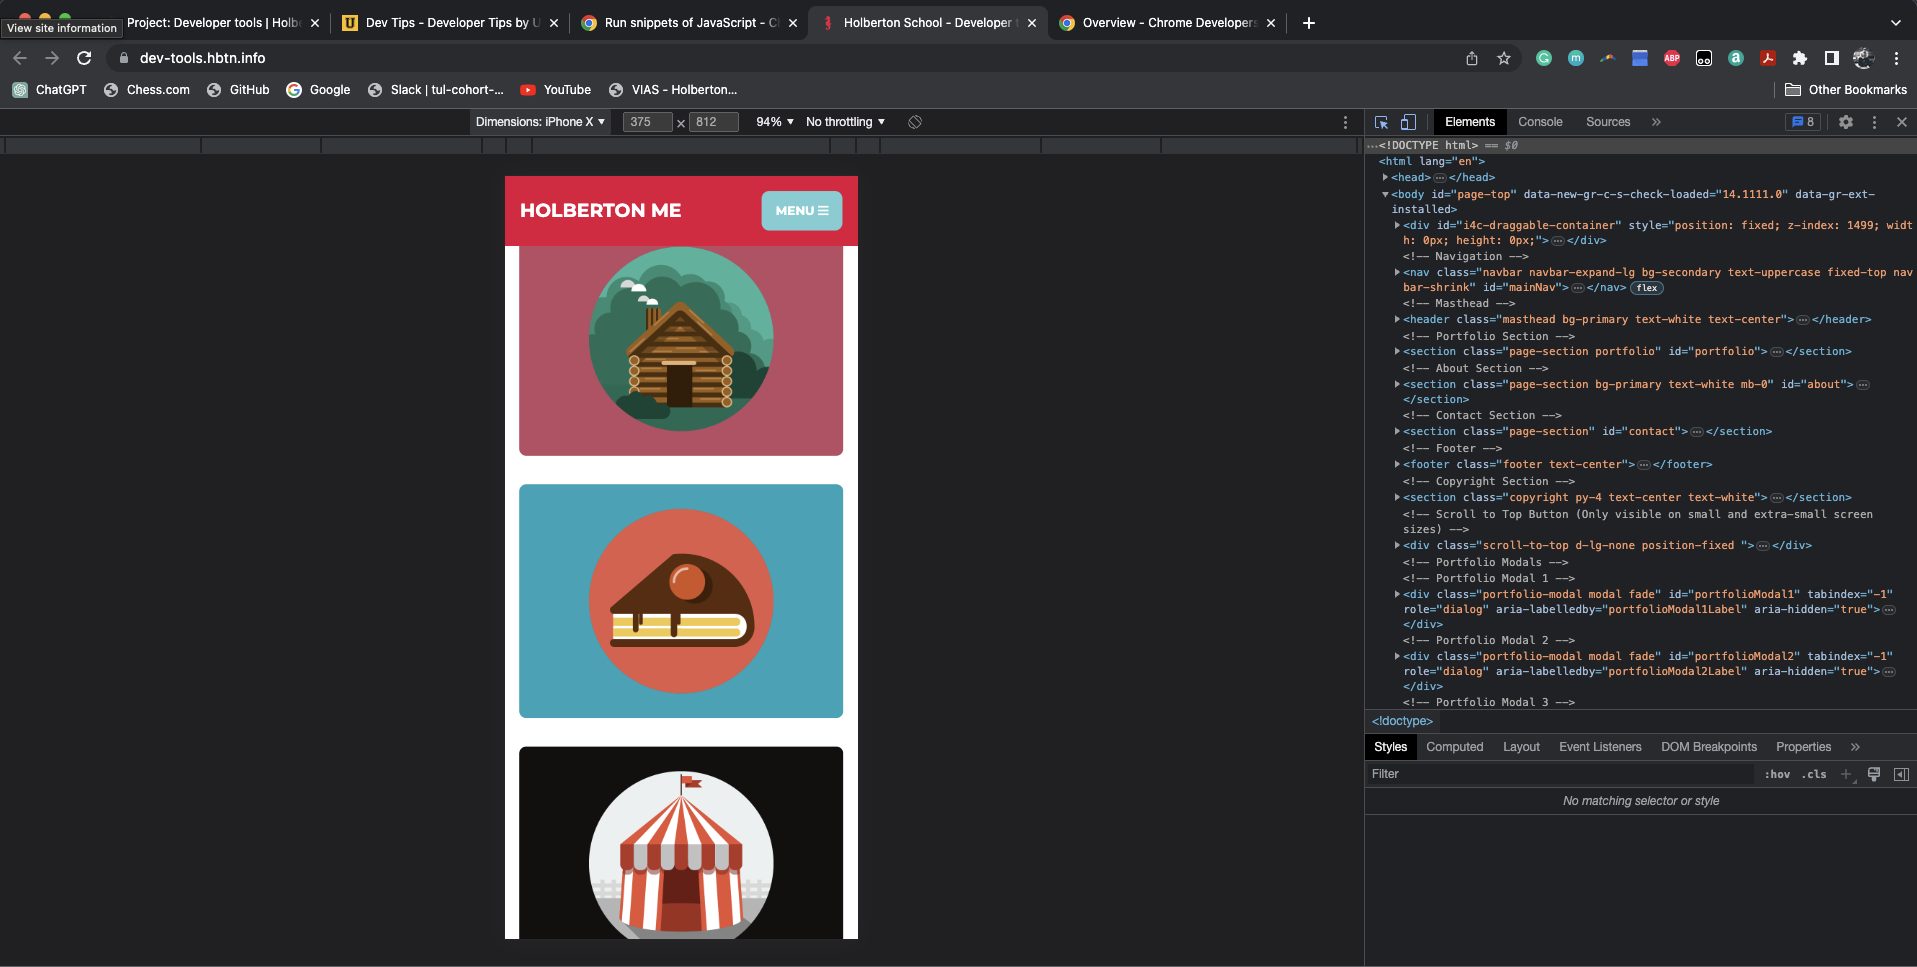 Project: Developer tools | Holbe
Dev Tips - Developer Tips by U
Run snippets of JavaScript - Ch
Holberton School - Developer t
Overview - Chrome Developers
View site information
dev-tools.hbtn.info
ABP
ChatGPT
Chess.com
GitHub
Google
Slack | tul-cohort-...
YouTube
VIAS - Holberton...
Other Bookmarks
Dimensions: iPhone X
375
×
812
94%
No throttling
Elements
Console
Sources
8
HOLBERTON ME
MENU
<!DOCTYPE html> == $0
<html lang="en">
<head>…</head>
<body id="page-top" data-new-gr-c-s-check-loaded="14.1111.0" data-gr-ext-
installed>
<div id="i4c-draggable-container" style="position: fixed; z-index: 1499; widt
h: 0px; height: 0px;">…</div>
<!-- Navigation -->
<nav class="navbar navbar-expand-lg bg-secondary text-uppercase fixed-top nav
bar-shrink" id="mainNav">…</nav> flex
<!-- Masthead -->
<header class="masthead bg-primary text-white text-center">…</header>
<!-- Portfolio Section -->
<section class="page-section portfolio" id="portfolio">…</section>
<!-- About Section -->
<section class="page-section bg-primary text-white mb-0" id="about">…
</section>
<!-- Contact Section -->
<section class="page-section" id="contact">…</section>
<!-- Footer -->
<footer class="footer text-center">…</footer>
<!-- Copyright Section -->
<section class="copyright py-4 text-center text-white">…</section>
<!-- Scroll to Top Button (Only visible on small and extra-small screen
sizes) -->
<div class="scroll-to-top d-lg-none position-fixed ">…</div>
<!-- Portfolio Modals -->
<!-- Portfolio Modal 1 -->
<div class="portfolio-modal modal fade" id="portfolioModal1" tabindex="-1"
role="dialog" aria-labelledby="portfolioModal1Label" aria-hidden="true">…
</div>
<!-- Portfolio Modal 2 -->
<div class="portfolio-modal modal fade" id="portfolioModal2" tabindex="-1"
role="dialog" aria-labelledby="portfolioModal2Label" aria-hidden="true">…
</div>
<!-- Portfolio Modal 3 -->
<!doctype>
Styles
Computed
Layout
Event Listeners
DOM Breakpoints
Properties
Filter
:hov
.cls
No matching selector or style